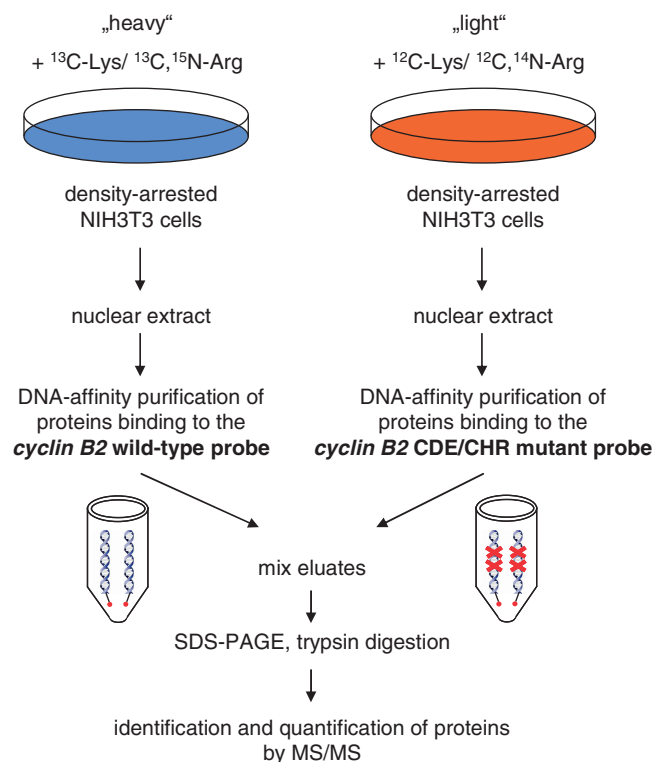 „heavy“
+ ¹³C-Lys/ ¹³C,¹⁵N-Arg
density-arrested
NIH3T3 cells
nuclear extract
DNA-affinity purification of
proteins binding to the
cyclin B2 wild-type probe
„light“
+ ¹²C-Lys/ ¹²C,¹⁴N-Arg
density-arrested
NIH3T3 cells
nuclear extract
DNA-affinity purification of
proteins binding to the
cyclin B2 CDE/CHR mutant probe
mix eluates
SDS-PAGE, trypsin digestion
identification and quantification of proteins
by MS/MS